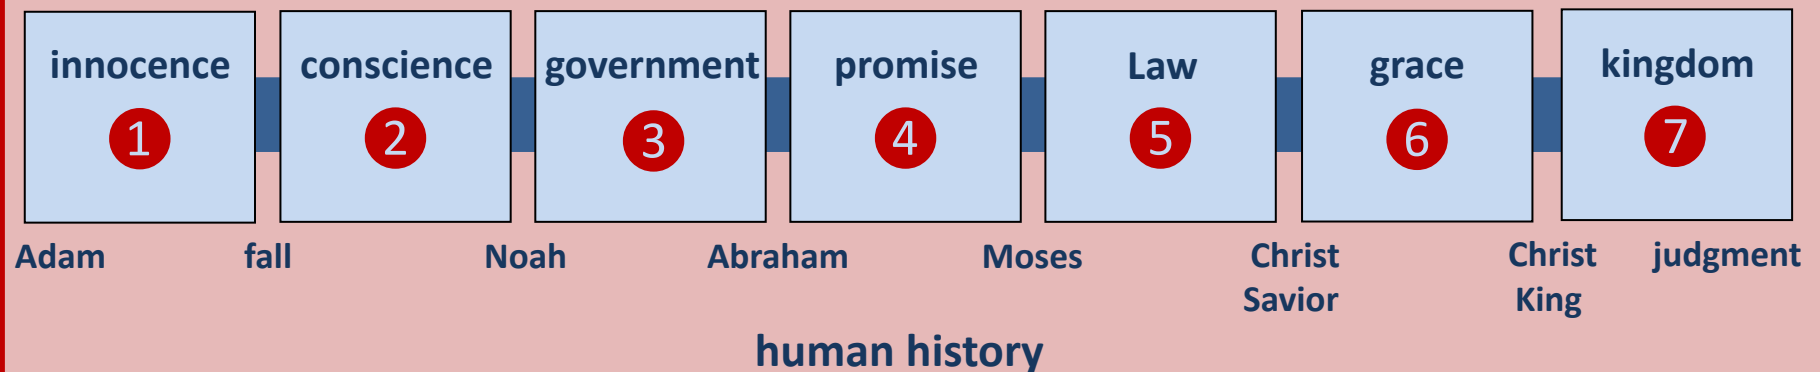 innocence conscience government promise Law grace kingdom
1 2 3 4 5 6 7
Adam fall Noah Abraham Moses Christ Christ judgment
Savior King
human history